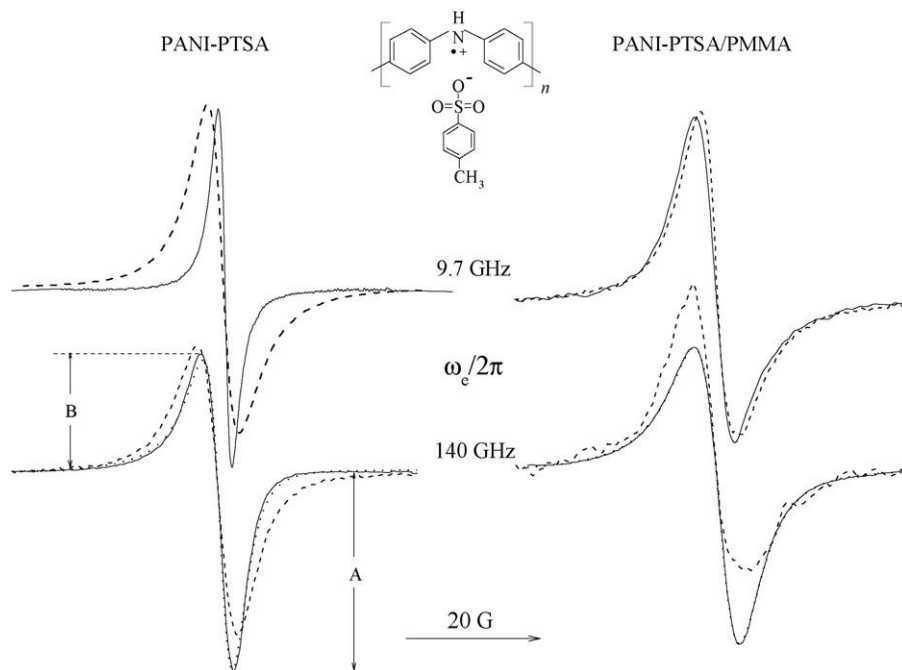 PANI-PTSA
PANI-PTSA/PMMA
H
N
•+
n
O-
O=S=O
CH3
9.7 GHz
ωe/2π
B
140 GHz
A
20 G